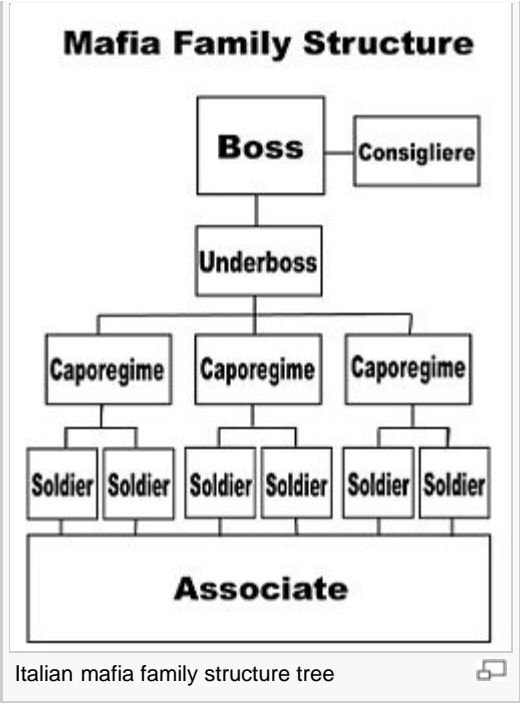 Mafia Family Structure
Boss
Consigliere
Underboss
Caporegime
Caporegime
Caporegime
Soldier
Soldier
Soldier
Soldier
Soldier
Soldier
Associate
Italian mafia family structure tree